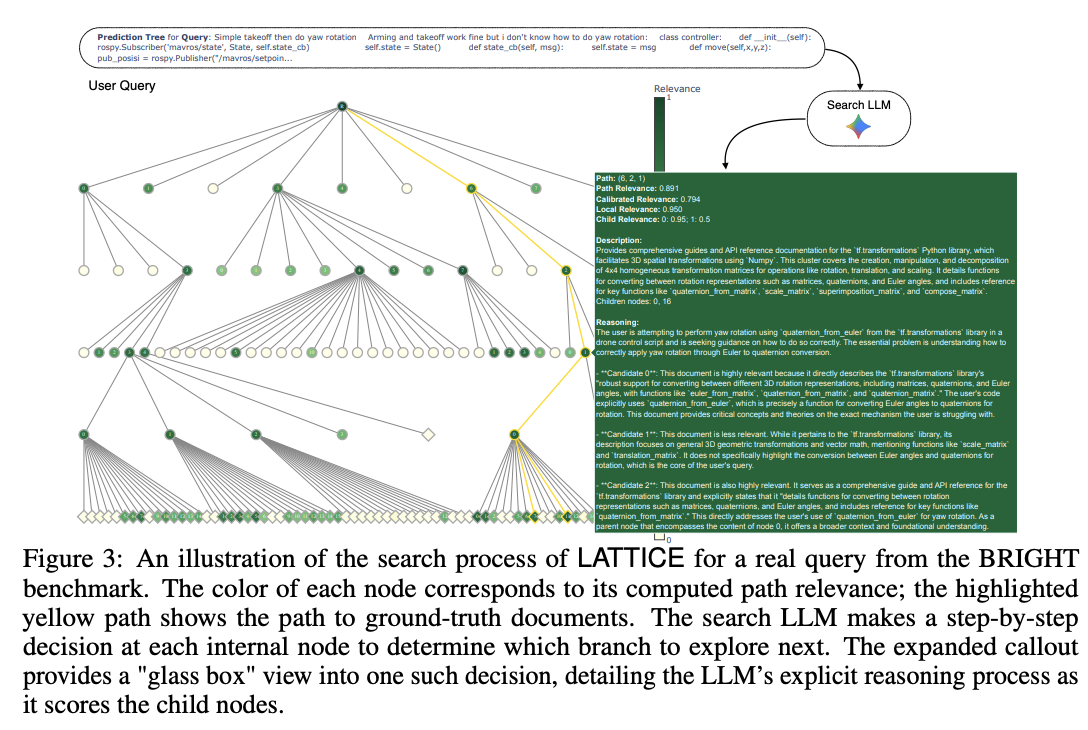 Prediction Tree for Query: Simple takeoff then do yaw rotation Arming and takeoff work fine but i don't know how to do yaw rotation: class controller: def __init__(self):
rospy.Subscriber('mavros/state', State, self.state_cb) self.state = State() def state_cb(self, msg): self.state = msg def move(self,x,y,z):
pub_posisi = rospy.Publisher("/mavros/setpoin...
User Query
Relevance
1
Search LLM
Path: (6, 2, 1)
Path Relevance: 0.891
Calibrated Relevance: 0.794
Local Relevance: 0.950
Child Relevance: 0: 0.95; 1: 0.5
Description:
Provides comprehensive guides and API reference documentation for the `tf.transformations` Python library, which
facilitates 3D spatial transformations using `Numpy`. This cluster covers the creation, manipulation, and decomposition
of 4x4 homogeneous transformation matrices for operations like rotation, translation, and scaling. It details functions
for converting between rotation representations such as matrices, quaternions, and Euler angles, and includes reference
for key functions like `quaternion_from_matrix`, `scale_matrix`, `superimposition_matrix`, and `compose_matrix`.
Children nodes: 0, 16
Reasoning:
The user is attempting to perform yaw rotation using `quaternion_from_euler` from the `tf.transformations` library in a
drone control script and is seeking guidance on how to do so correctly. The essential problem is understanding how to
correctly apply yaw rotation through Euler to quaternion conversion.
- **Candidate 0**: This document is highly relevant because it directly describes the `tf.transformations` library's
"robust support for converting between different 3D rotation representations, including matrices, quaternions, and Euler
angles, with functions like `euler_from_matrix`, `quaternion_from_matrix`, and `quaternion_matrix`." The user's code
explicitly uses `quaternion_from_euler`, which is precisely a function for converting Euler angles to quaternions for
rotation. This document provides critical concepts and theories on the exact mechanism the user is struggling with.
- **Candidate 1**: This document is less relevant. While it pertains to the `tf.transformations` library, its
description focuses on general 3D geometric transformations and vector math, mentioning functions like `scale_matrix`
and `translation_matrix`. It does not specifically highlight the conversion between Euler angles and quaternions for
rotation, which is the core of the user's query.
- **Candidate 2**: This document is also highly relevant. It serves as a comprehensive guide and API reference for the
`tf.transformations` library and explicitly states that it "details functions for converting between rotation
representations such as matrices, quaternions, and Euler angles, and includes reference for key functions like
`quaternion_from_matrix`." This directly addresses the user's use of `quaternion_from_euler` for yaw rotation. As a
parent node that encompasses the content of node 0, it offers a broader context and foundational understanding.
0
Figure 3: An illustration of the search process of LATTICE for a real query from the BRIGHT
benchmark. The color of each node corresponds to its computed path relevance; the highlighted
yellow path shows the path to ground-truth documents. The search LLM makes a step-by-step
decision at each internal node to determine which branch to explore next. The expanded callout
provides a "glass box" view into one such decision, detailing the LLM's explicit reasoning process as
it scores the child nodes.